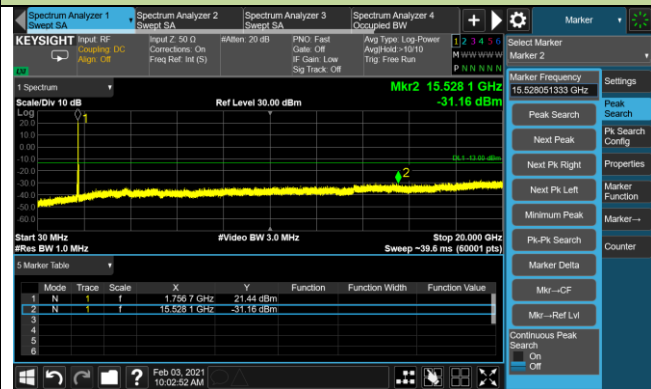 Spectrum Analyzer 1
Swept SA
Spectrum Analyzer 2
Swept SA
Spectrum Analyzer 3
Swept SA
Spectrum Analyzer 4
Occupied BW
Marker
KEYSIGHT
Input: RF
Coupling: DC
Align: Off
Input Z: 50 Ω
Corrections: On
Freq Ref: Int (S)
#Atten: 20 dB
PNO: Fast
Gate: Off
IF Gain: Low
Sig Track: Off
Avg Type: Log-Power
Avg|Hold:>10/10
Trig: Free Run
1 2 3 4 5 6
M W W W W W
P N N N N N
LXI
Select Marker
Marker 2
1 Spectrum
Mkr2 15.528 1 GHz
Scale/Div 10 dB
Ref Level 30.00 dBm
-31.16 dBm
Log
20.0
10.0
0.00
-10.0
-20.0
-30.0
-40.0
-50.0
-60.0
1
2
DL1 -13.00 dBm
Start 30 MHz
#Video BW 3.0 MHz
Stop 20.000 GHz
#Res BW 1.0 MHz
Sweep ~39.6 ms (60001 pts)
5 Marker Table
Mode Trace Scale X Y Function Function Width Function Value
1 N 1 f 1.756 7 GHz 21.44 dBm
2 N 1 f 15.528 1 GHz -31.16 dBm
3
4
5
6
Marker Frequency
15.528051333 GHz
Peak Search
Next Peak
Next Pk Right
Next Pk Left
Minimum Peak
Pk-Pk Search
Marker Delta
Mkr→CF
Mkr→Ref Lvl
Continuous Peak
Search
On
Off
Settings
Peak
Search
Pk Search
Config
Properties
Marker
Function
Marker→
Counter
?
Feb 03, 2021
10:02:52 AM